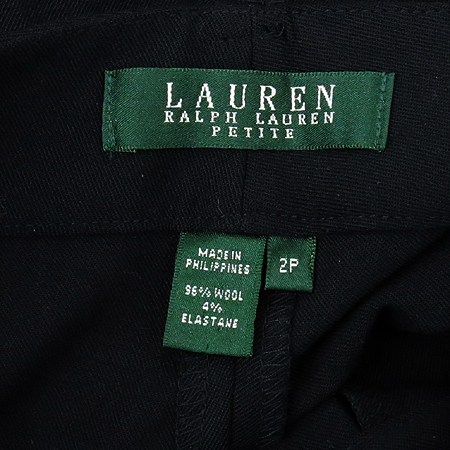 LAUREN
RALPH LAUREN
PETITE
MADE IN
PHILIPPINES
96% WOOL
4%
ELASTANE
2P